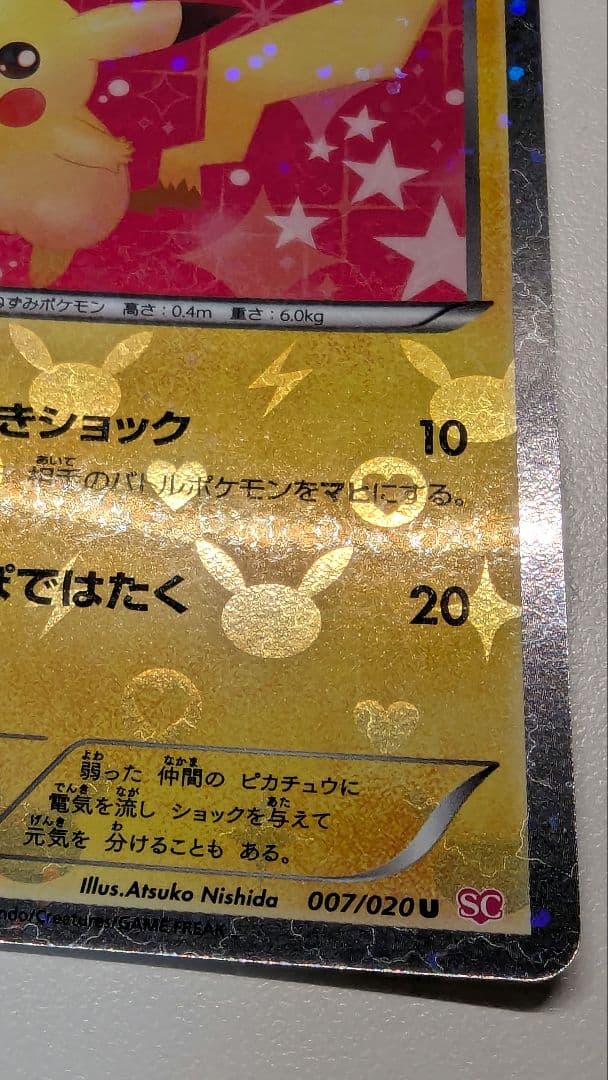 ねずみポケモン 高さ：0.4m 重さ：6.0kg
きショック 10
相手のバトルポケモンをマヒにする。
ではたく 20
弱った 仲間の ピカチュウに
電気を流し ショックを与えて
元気を 分けることも ある。
Illus.Atsuko Nishida 007/020 U SC
ndo/Creatures/GAME FREAK